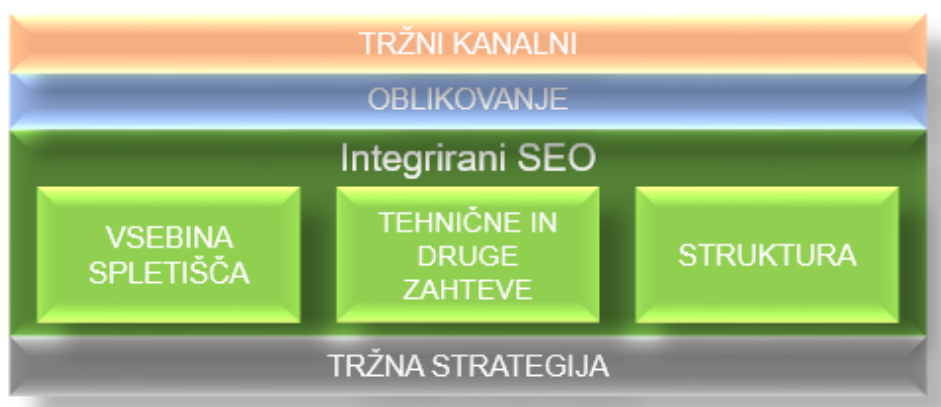 TRŽNI KANALNI
OBLIKOVANJE
Integrirani SEO
VSEBINA
SPLETIŠČA
TEHNIČNE IN
DRUGE
ZAHTEVE
STRUKTURA
TRŽNA STRATEGIJA